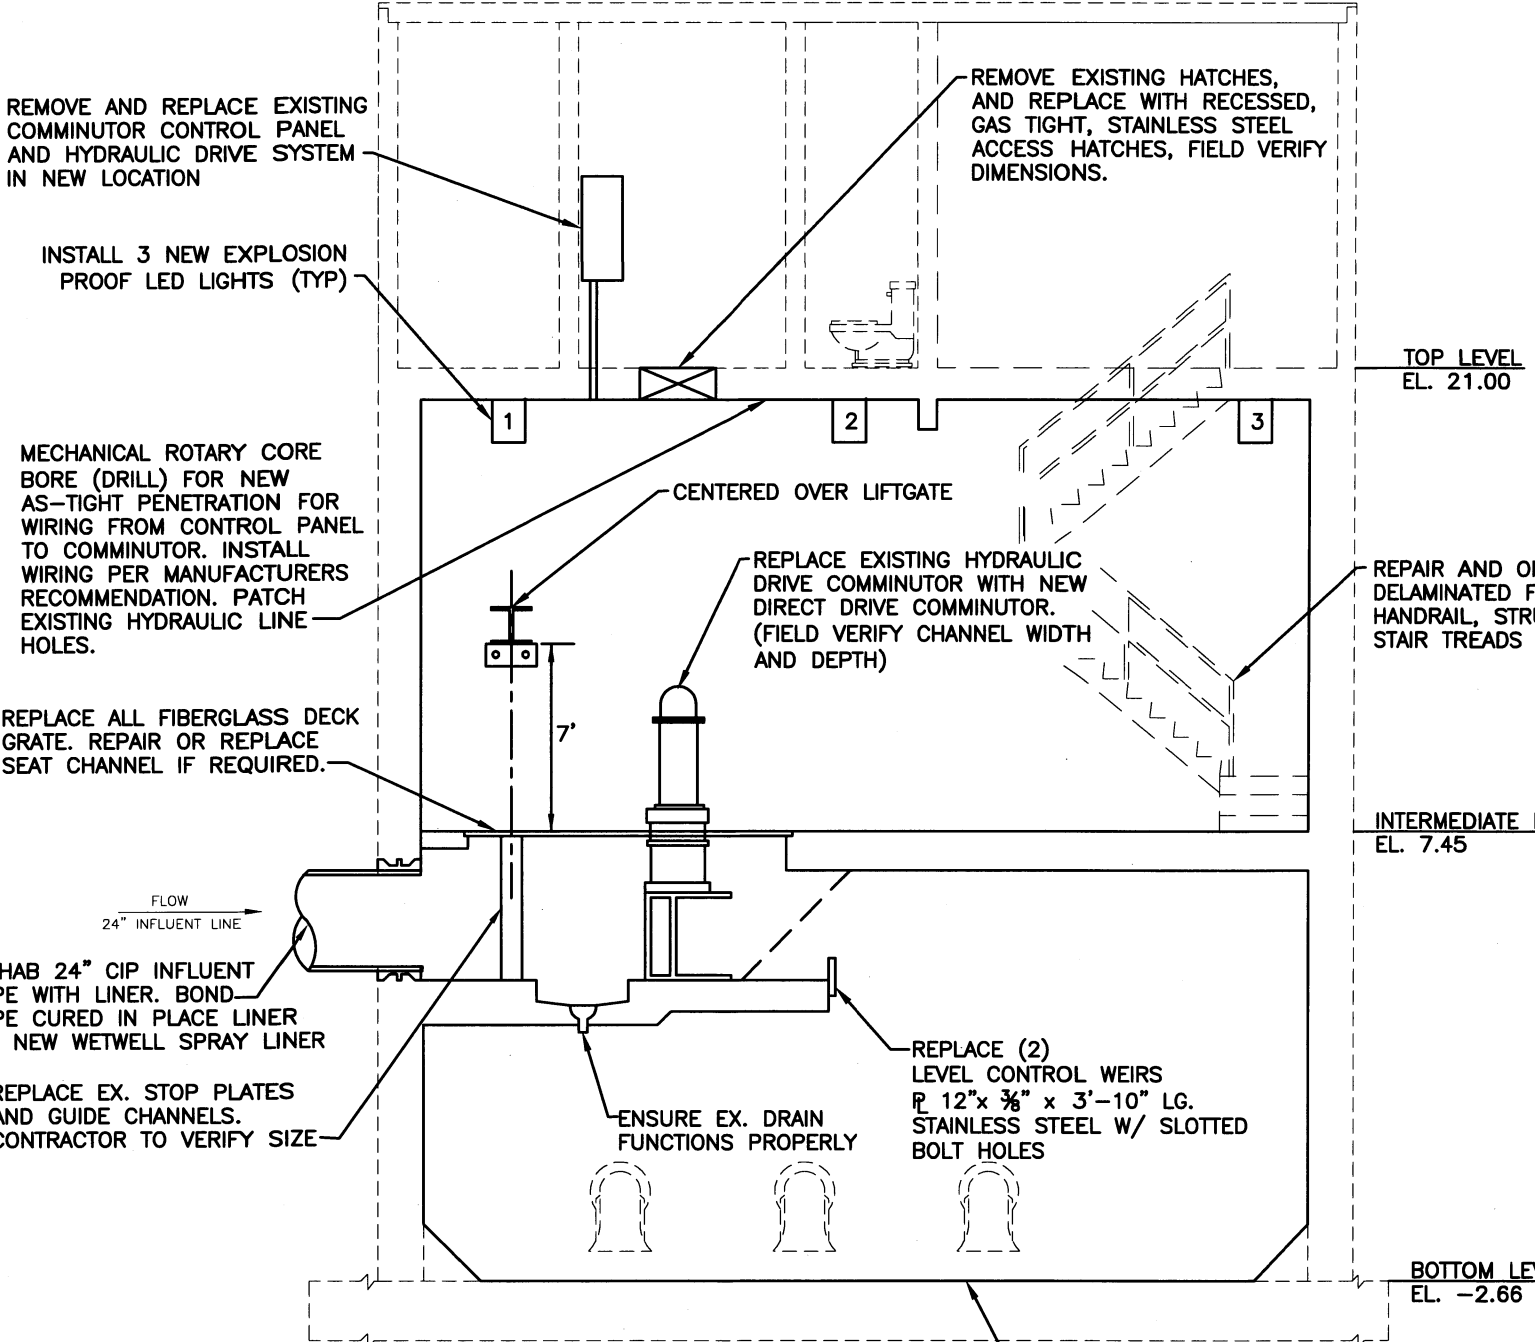 REMOVE AND REPLACE EXISTING
COMMINUTOR CONTROL PANEL
AND HYDRAULIC DRIVE SYSTEM
IN NEW LOCATION
REMOVE EXISTING HATCHES,
AND REPLACE WITH RECESSED,
GAS TIGHT, STAINLESS STEEL
ACCESS HATCHES, FIELD VERIFY
DIMENSIONS.
INSTALL 3 NEW EXPLOSION
PROOF LED LIGHTS (TYP)
TOP LEVEL
EL. 21.00
1
2
3
MECHANICAL ROTARY CORE
BORE (DRILL) FOR NEW
AS-TIGHT PENETRATION FOR
WIRING FROM CONTROL PANEL
TO COMMINUTOR. INSTALL
WIRING PER MANUFACTURERS
RECOMMENDATION. PATCH
EXISTING HYDRAULIC LINE
HOLES.
CENTERED OVER LIFTGATE
REPLACE EXISTING HYDRAULIC
DRIVE COMMINUTOR WITH NEW
DIRECT DRIVE COMMINUTOR.
(FIELD VERIFY CHANNEL WIDTH
AND DEPTH)
REPAIR AND
DELAMINATED
HANDRAIL,
STAIR TREADS
REPLACE ALL FIBERGLASS DECK
GRATE. REPAIR OR REPLACE
SEAT CHANNEL IF REQUIRED.
7'
INTERMEDIATE
EL. 7.45
FLOW
24" INFLUENT LINE
HAB 24" CIP INFLUENT
PE WITH LINER. BOND
PE CURED IN PLACE LINER
NEW WETWELL SPRAY LINER
REPLACE EX. STOP PLATES
AND GUIDE CHANNELS.
CONTRACTOR TO VERIFY SIZE
ENSURE EX. DRAIN
FUNCTIONS PROPERLY
REPLACE (2)
LEVEL CONTROL WEIRS
PL 12"x 3/8" x 3'-10" LG.
STAINLESS STEEL W/ SLOTTED
BOLT HOLES
BOTTOM LEV
EL. -2.66